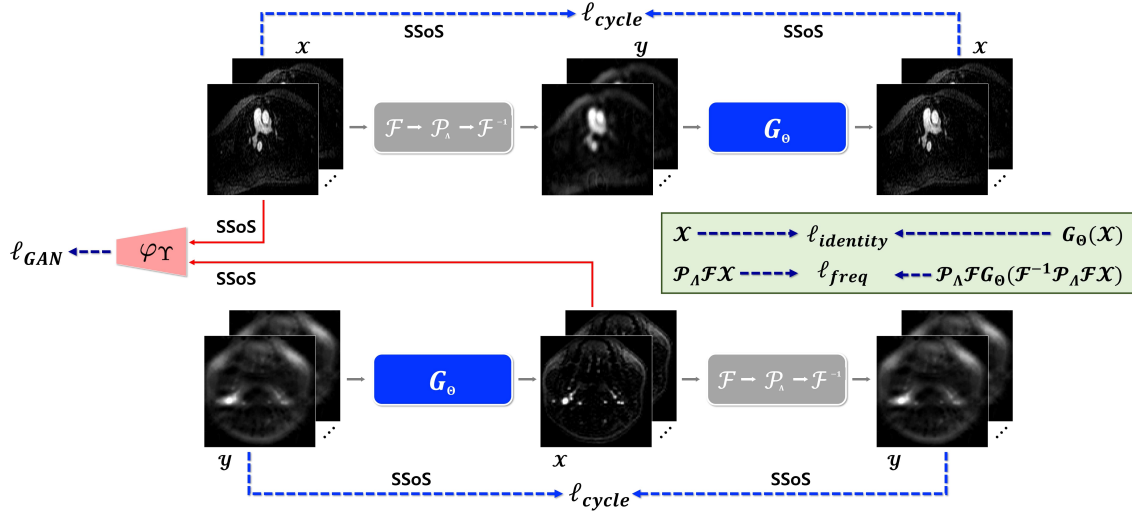 ℓ_cycle
SSoS SSoS
x y x
ℱ → 𝒫_Λ → ℱ⁻¹
G_Θ
SSoS
ℓ_GAN φ_Υ
SSoS
x ℓ_identity G_Θ(x)
𝒫_Λℱx ℓ_freq 𝒫_ΛℱG_Θ(ℱ⁻¹𝒫_Λℱx)
G_Θ
ℱ → 𝒫_Λ → ℱ⁻¹
y x y
SSoS SSoS
ℓ_cycle